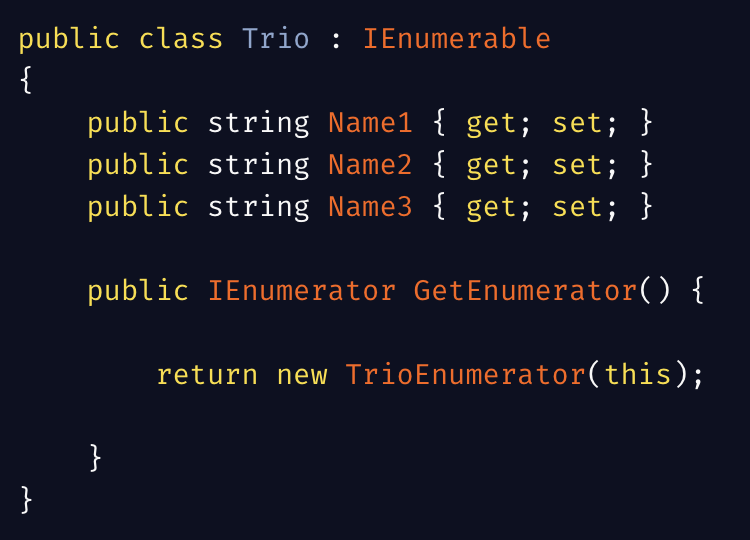 public class Trio : IEnumerable
{
    public string Name1 { get; set; }
    public string Name2 { get; set; }
    public string Name3 { get; set; }

    public IEnumerator GetEnumerator() {

        return new TrioEnumerator(this);

    }
}